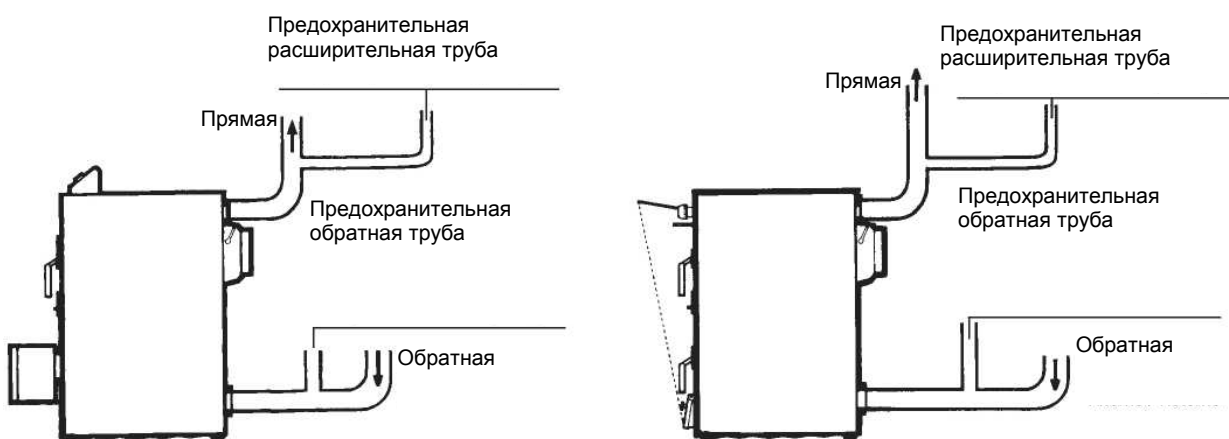 Предохранительная
расширительная труба
Прямая
Предохранительная
обратная труба
Обратная
Предохранительная
расширительная труба
Прямая
Предохранительная
обратная труба
Обратная